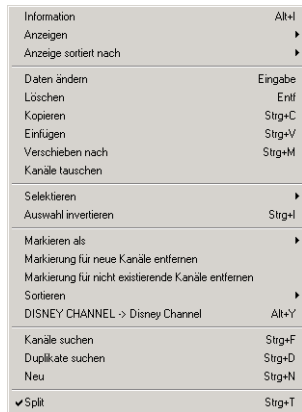 Information Alt+I
Anzeigen
Anzeige sortiert nach
Daten ändern Eingabe
Löschen Entf
Kopieren Strg+C
Einfügen Strg+V
Verschieben nach Strg+M
Kanäle tauschen
Selektieren
Auswahl invertieren Strg+I
Markieren als
Markierung für neue Kanäle entfernen
Markierung für nicht existierende Kanäle entfernen
Sortieren
DISNEY CHANNEL -> Disney Channel Alt+Y
Kanäle suchen Strg+F
Duplikate suchen Strg+D
Neu Strg+N
Split Strg+T